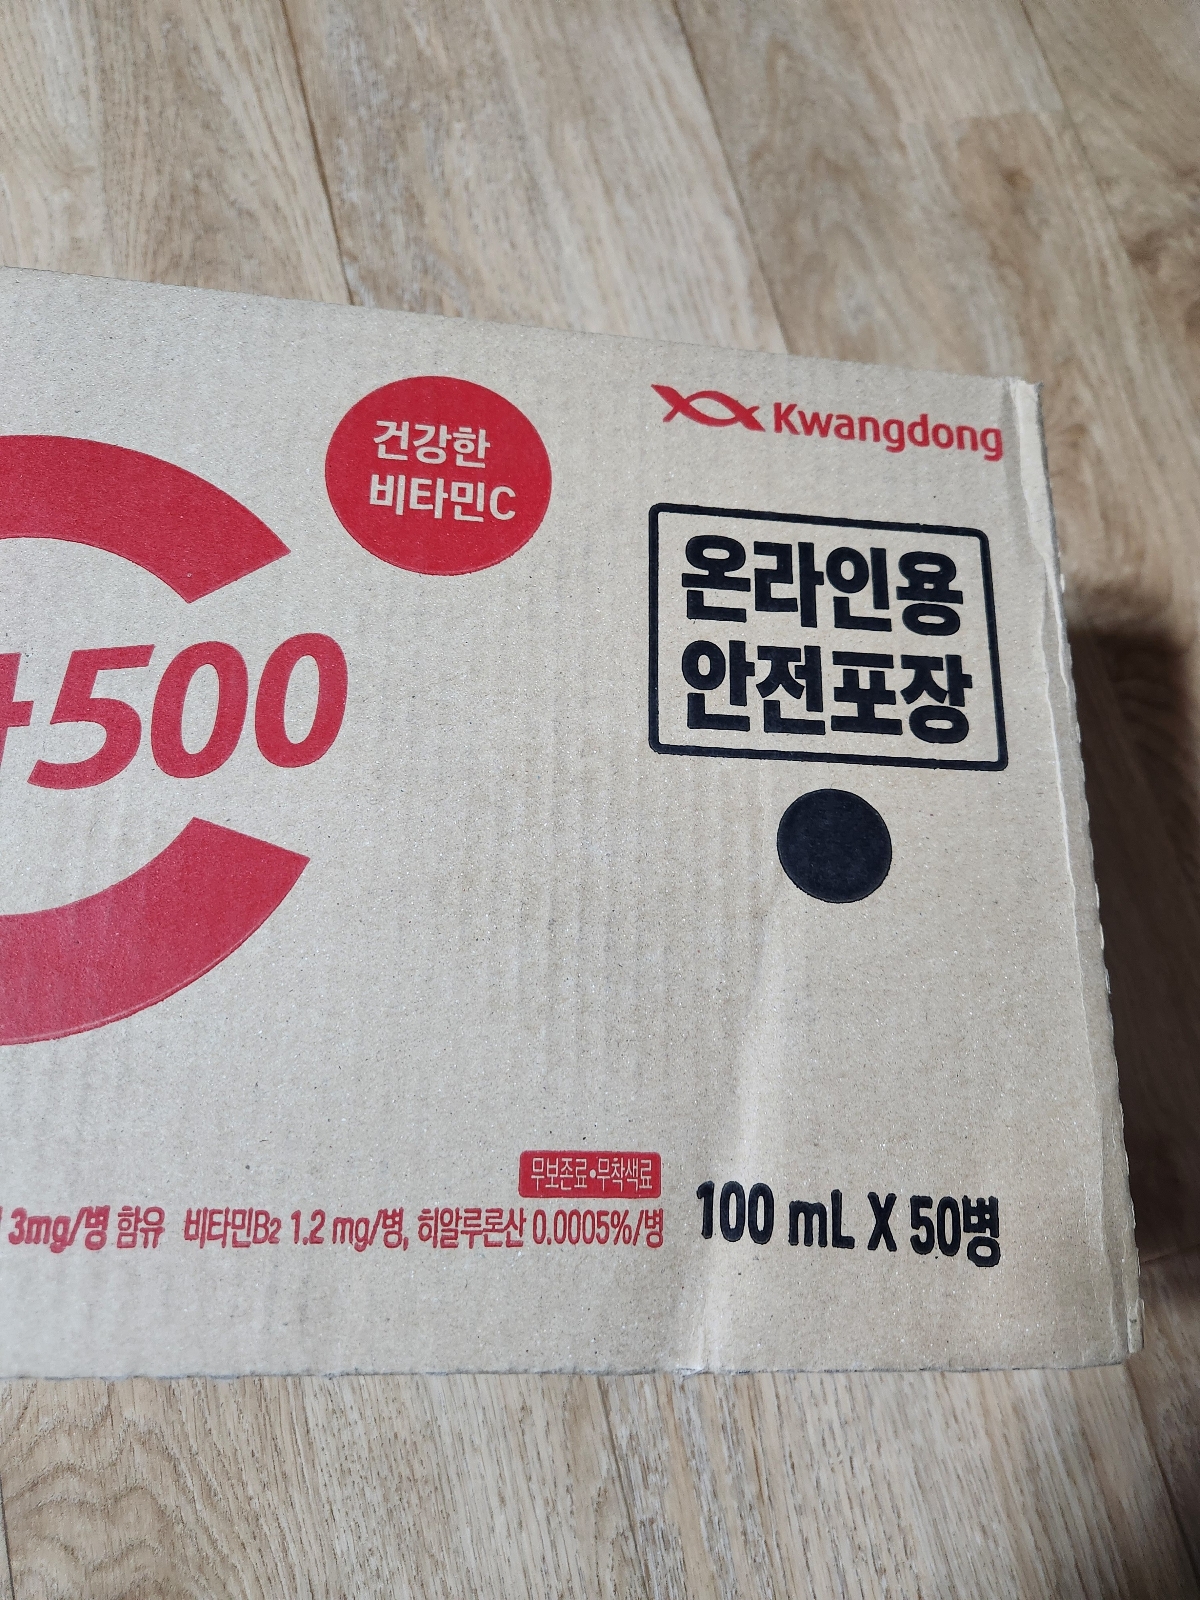 건강한
비타민C
Kwangdong
온라인용
안전포장
500
무보존료•무착색료
3mg/병 함유 비타민B2 1.2 mg/병, 히알루론산 0.0005%/병
100 mL X 50병